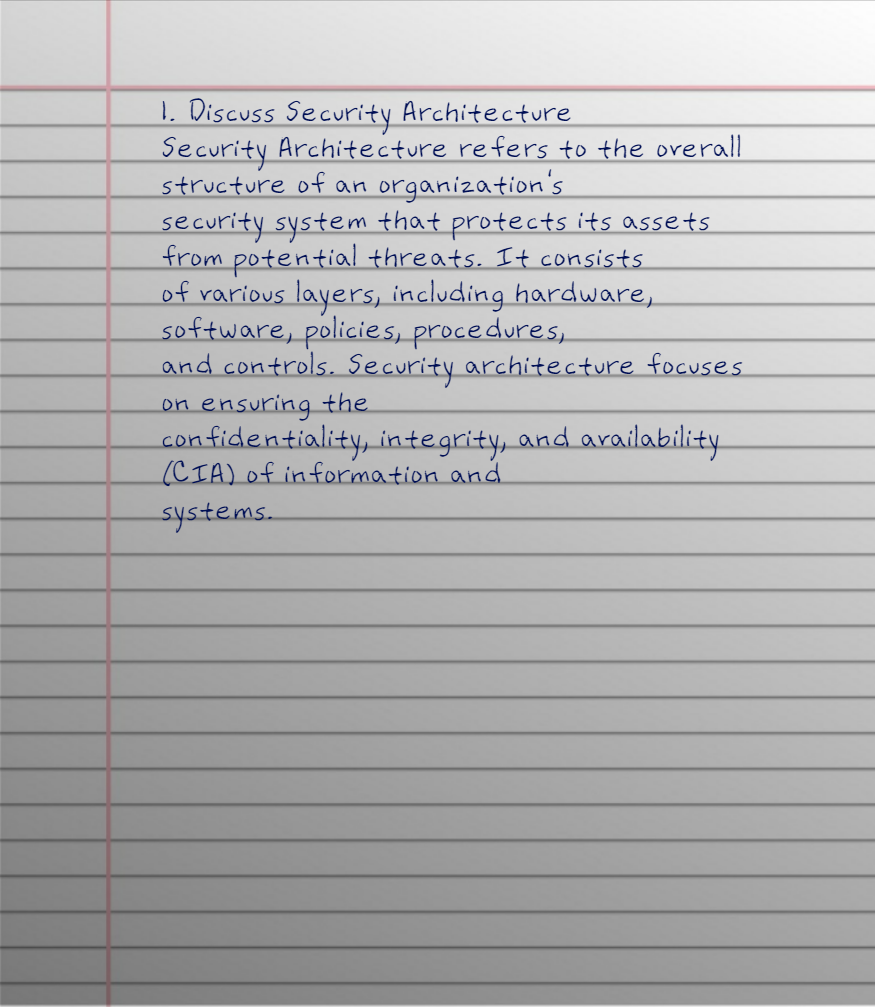 1. Discuss Security Architecture
Security Architecture refers to the overall
structure of an organization's
security system that protects its assets
from potential threats. It consists
of various layers, including hardware,
software, policies, procedures,
and controls. Security architecture focuses
on ensuring the
confidentiality, integrity, and availability
(CIA) of information and
systems.